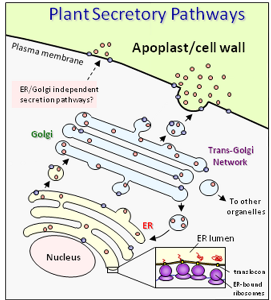 Plant Secretory Pathways
Plasma membrane
Apoplast/cell wall
ER/Golgi independent
secretion pathways?
Golgi
Trans-Golgi
Network
To other
organelles
ER
ER lumen
Nucleus
translocon
ER-bound
ribosomes